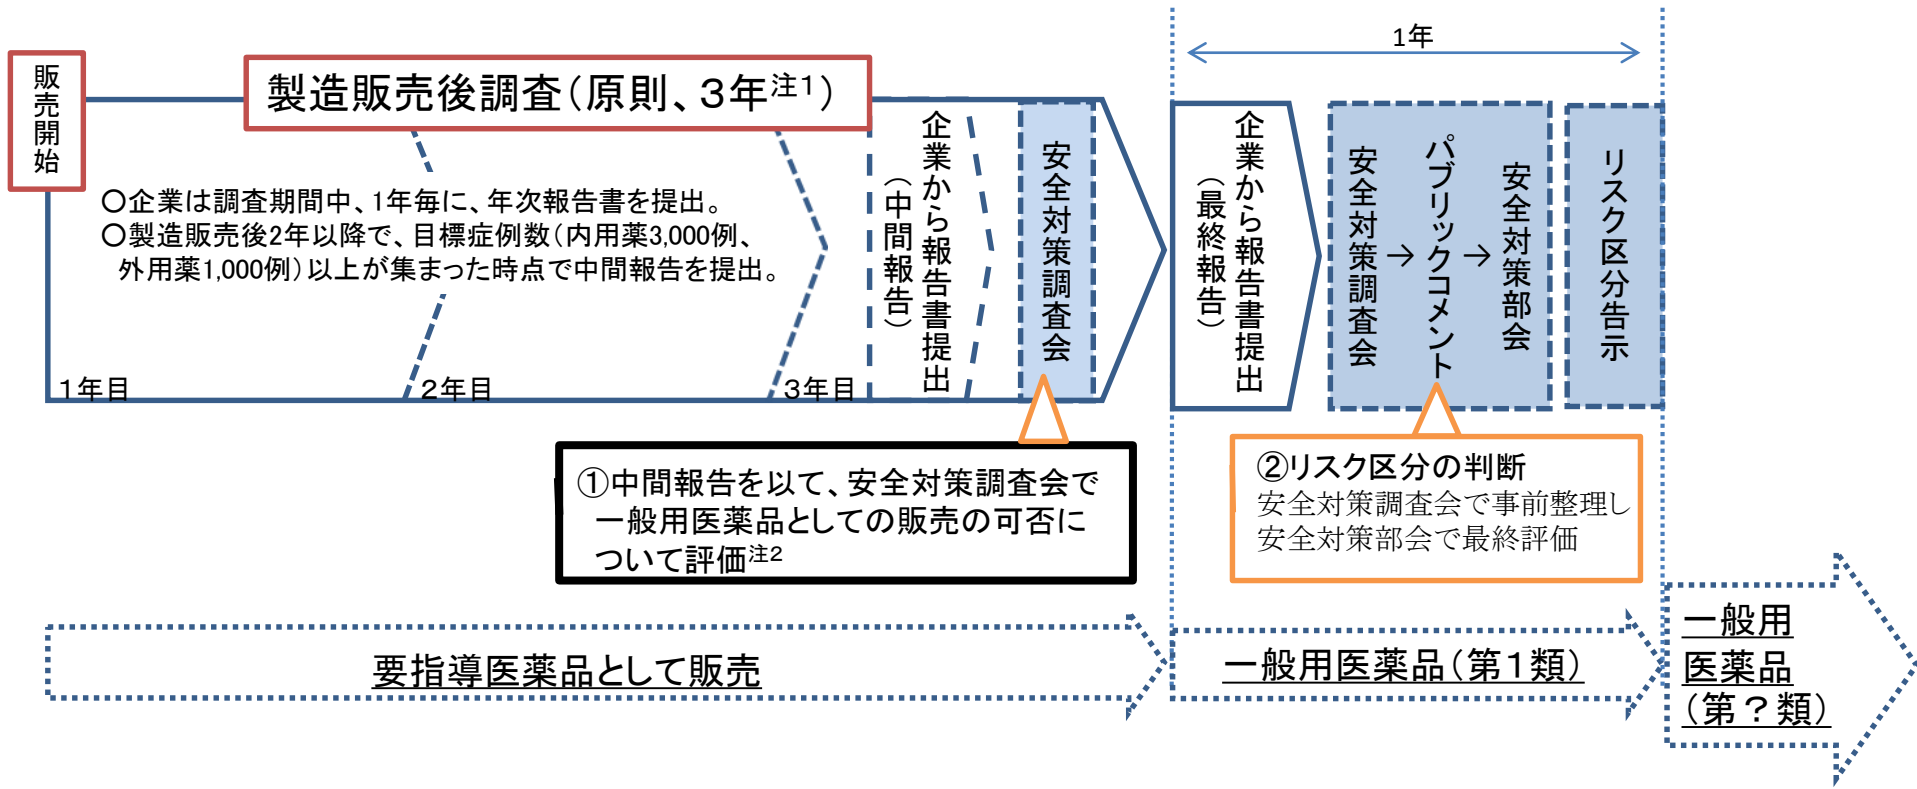 販売開始
製造販売後調査(原則、3年注1)
1年
〇企業は調査期間中、1年毎に、年次報告書を提出。
〇製造販売後2年以降で、目標症例数(内用薬3,000例、
外用薬1,000例)以上が集まった時点で中間報告を提出。
1年目
2年目
3年目
企業から報告書提出
(中間報告)
安全対策調査会
企業から報告書提出
(最終報告)
安全対策調査会
→
パブリックコメント
→
安全対策部会
リスク区分告示
①中間報告を以て、安全対策調査会で
一般用医薬品としての販売の可否に
ついて評価注2
②リスク区分の判断
安全対策調査会で事前整理し
安全対策部会で最終評価
要指導医薬品として販売
一般用医薬品(第1類)
一般用
医薬品
(第?類)